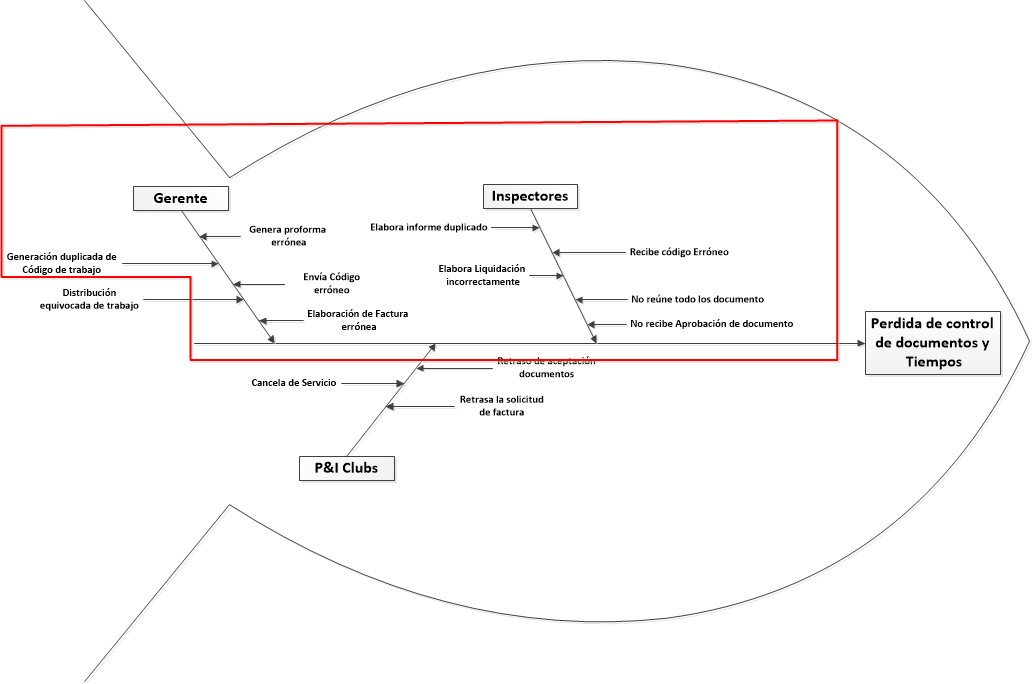 Gerente
Genera proforma
errónea
Generación duplicada de
Código de trabajo
Envía Código
erróneo
Distribución
equivocada de trabajo
Elaboración de Factura
errónea
Inspectores
Elabora informe duplicado
Recibe código Erróneo
Elabora Liquidación
incorrectamente
No reúne todo los documento
No recibe Aprobación de documento
Perdida de control
de documentos y
Tiempos
Retraso de aceptación
documentos
Cancela de Servicio
Retrasa la solicitud
de factura
P&I Clubs